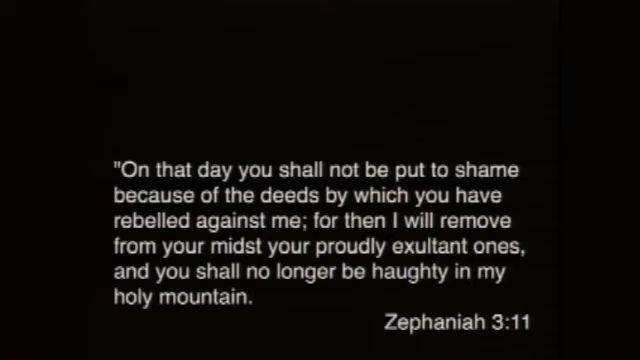 "On that day you shall not be put to shame
because of the deeds by which you have
rebelled against me; for then I will remove
from your midst your proudly exultant ones,
and you shall no longer be haughty in my
holy mountain.
Zephaniah 3:11